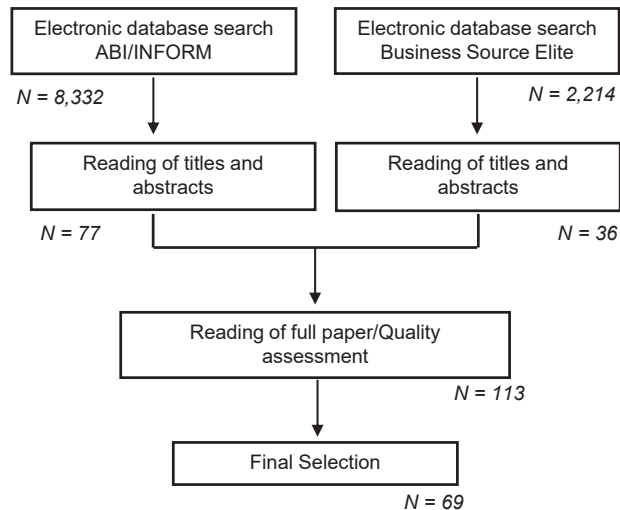 Electronic database search
ABI/INFORM
Electronic database search
Business Source Elite
N = 8,332
N = 2,214
Reading of titles and
abstracts
Reading of titles and
abstracts
N = 77
N = 36
Reading of full paper/Quality
assessment
N = 113
Final Selection
N = 69